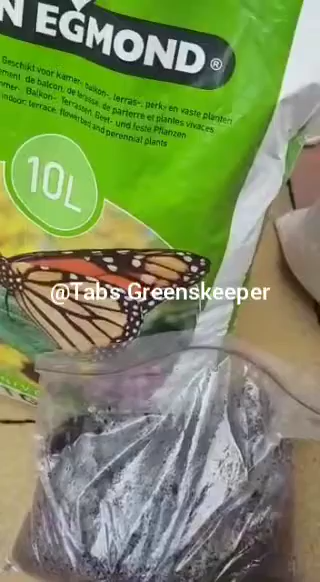 N EGMOND®
Geschikt voor kamer-, balkon-, terras-, perk- en vaste planten
de balcon, de terasse, de parterre et plantes vivaces
Balkon-, Terrassen, Beet- und feste Pflanzen
indoor, terrace, flowerbed and perennial plants
10L
@Tabs Greenskeeper